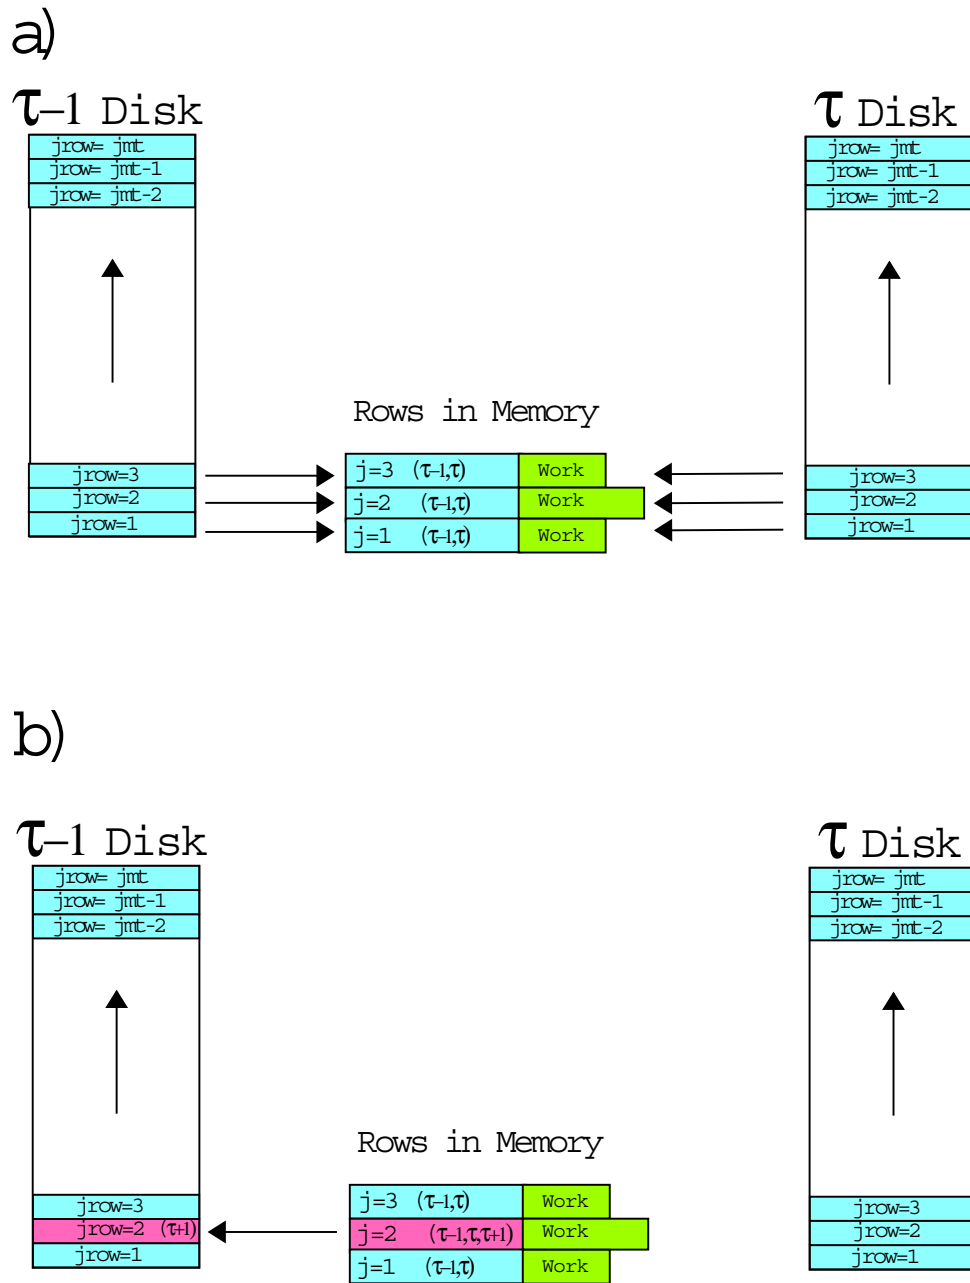 a)
τ−1 Disk
τ Disk
jrow= jmt
jrow= jmt-1
jrow= jmt-2
jrow= jmt
jrow= jmt-1
jrow= jmt-2
Rows in Memory
jrow=3
jrow=2
jrow=1
j=3 (τ−1,τ) Work
j=2 (τ−1,τ) Work
j=1 (τ−1,τ) Work
jrow=3
jrow=2
jrow=1
b)
τ−1 Disk
τ Disk
jrow= jmt
jrow= jmt-1
jrow= jmt-2
jrow= jmt
jrow= jmt-1
jrow= jmt-2
Rows in Memory
jrow=3
jrow=2 (τ+1)
jrow=1
j=3 (τ−1,τ) Work
j=2 (τ−1,τ,τ+1) Work
j=1 (τ−1,τ) Work
jrow=3
jrow=2
jrow=1